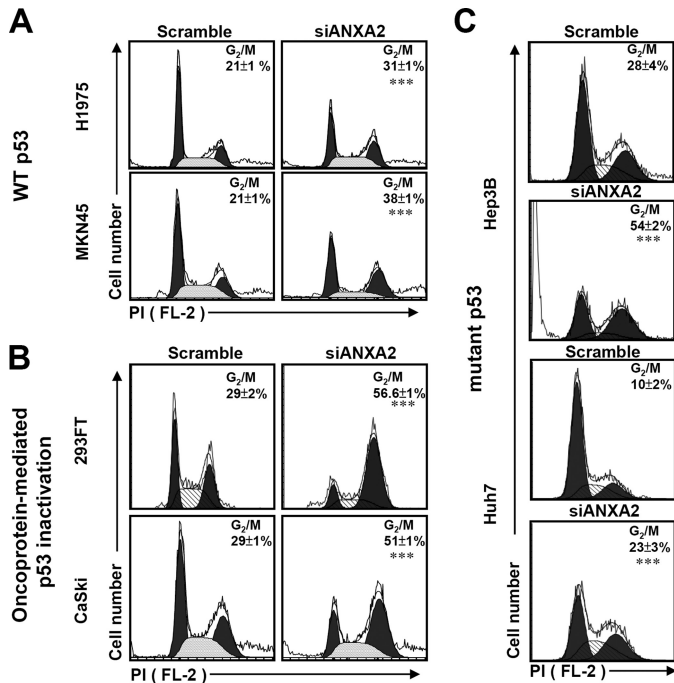 A
Scramble
siANXA2
WT p53
H1975
G₂/M
21±1 %
G₂/M
31±1%
***
MKN45
G₂/M
21±1%
G₂/M
38±1%
***
Cell number
PI ( FL-2 )
B
Scramble
siANXA2
Oncoprotein-mediated
p53 inactivation
293FT
G₂/M
29±2%
G₂/M
56.6±1%
***
CaSki
G₂/M
29±1%
G₂/M
51±1%
***
Cell number
PI ( FL-2 )
C
mutant p53
Hep3B
Scramble
G₂/M
28±4%
siANXA2
G₂/M
54±2%
***
Huh7
Scramble
G₂/M
10±2%
siANXA2
G₂/M
23±3%
***
Cell number
PI ( FL-2 )